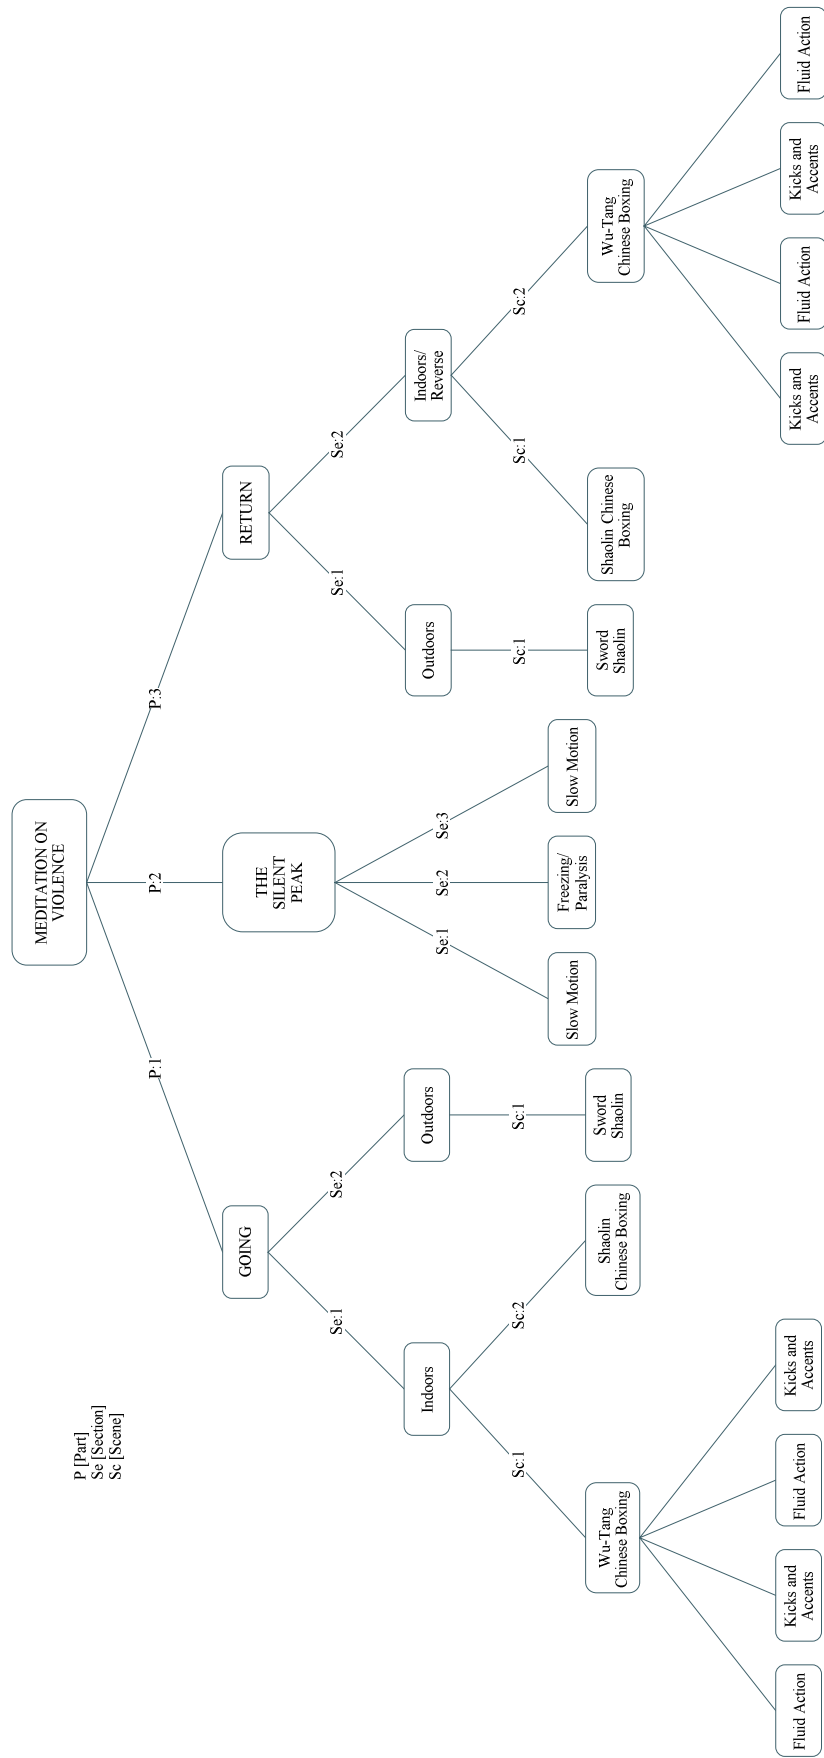 P [Part]
Se [Section]
Sc [Scene]
MEDITATION ON
VIOLENCE
P:1
P:2
P:3
GOING
THE
SILENT
PEAK
RETURN
Se:1
Se:2
Se:1
Se:2
Se:3
Se:1
Se:2
Indoors
Outdoors
Outdoors
Indoors/
Reverse
Sc:1
Sc:2
Sc:1
Sc:1
Sc:1
Sc:2
Slow Motion
Freezing/
Paralysis
Slow Motion
Wu-Tang
Chinese Boxing
Shaolin
Chinese Boxing
Sword
Shaolin
Sword
Shaolin
Shaolin Chinese
Boxing
Wu-Tang
Chinese Boxing
Fluid Action
Kicks and
Accents
Fluid Action
Kicks and
Accents
Kicks and
Accents
Fluid Action
Kicks and
Accents
Fluid Action